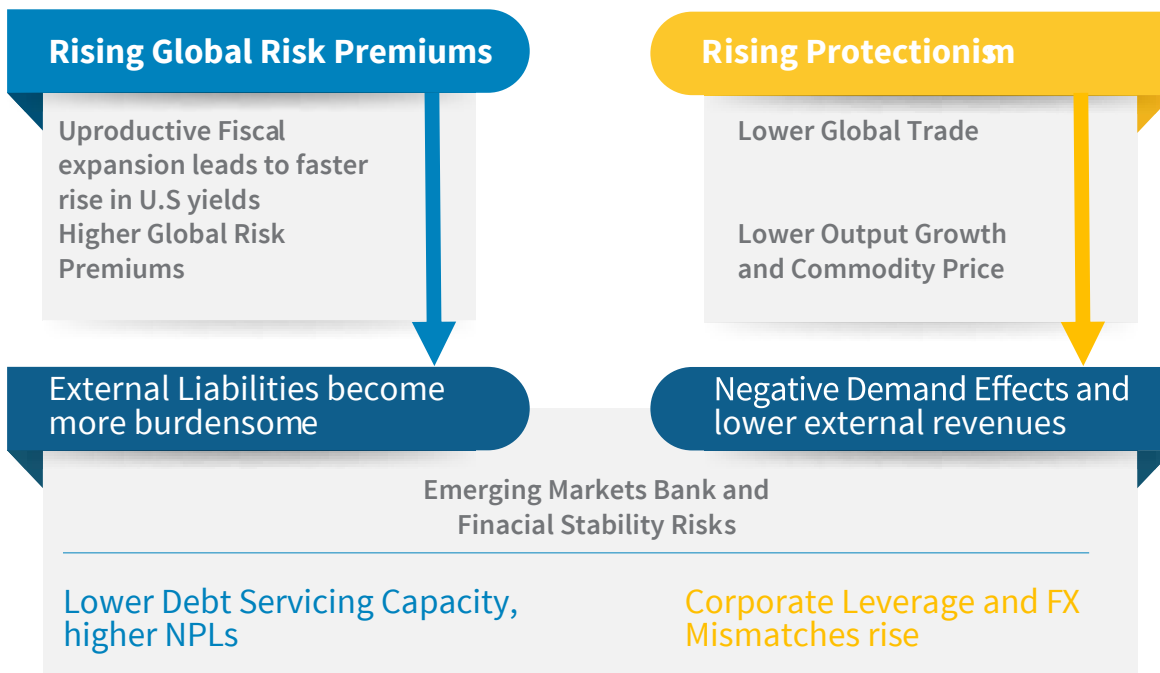 Rising Global Risk Premiums
Uproductive Fiscal
expansion leads to faster
rise in U.S yields
Higher Global Risk
Premiums
Rising Protectionism
Lower Global Trade
Lower Output Growth
and Commodity Price
External Liabilities become
more burdensome
Negative Demand Effects and
lower external revenues
Emerging Markets Bank and
Finacial Stability Risks
Lower Debt Servicing Capacity,
higher NPLs
Corporate Leverage and FX
Mismatches rise